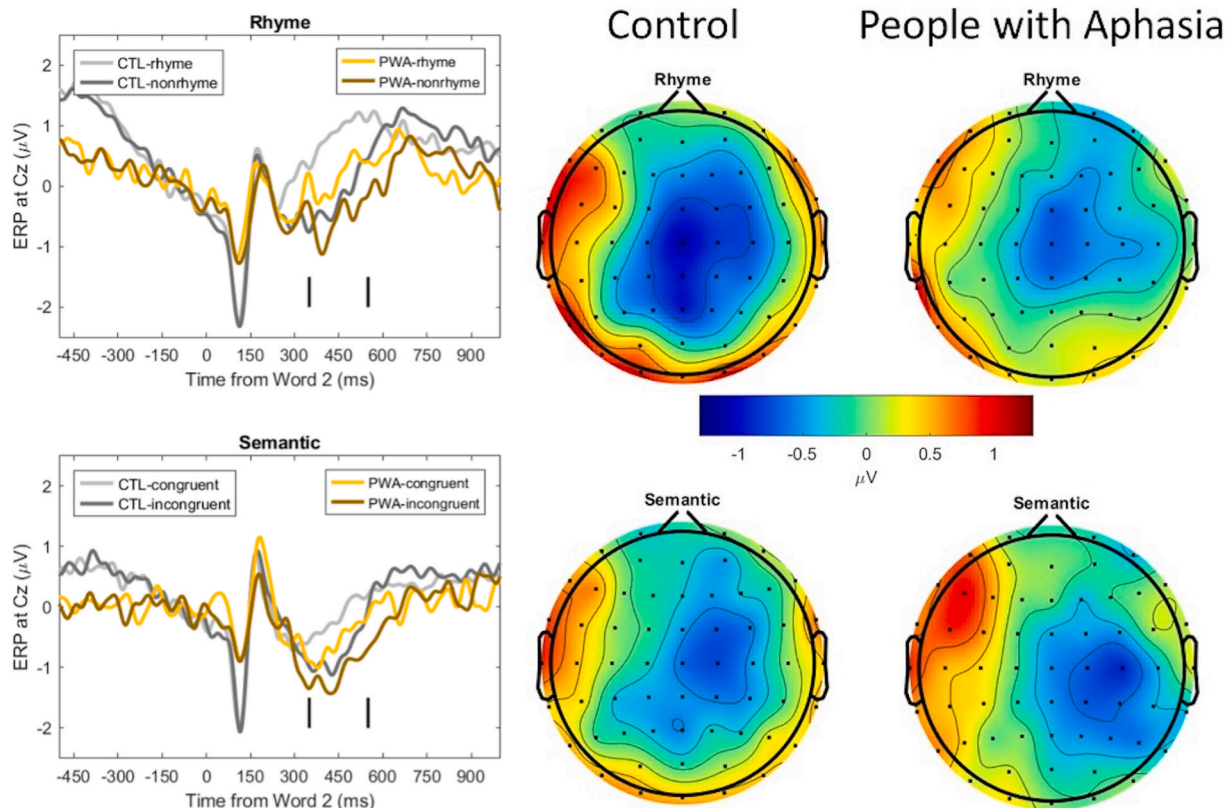 Rhyme
CTL-rhyme
CTL-nonrhyme
PWA-rhyme
PWA-nonrhyme
2
1
0
-1
-2
ERP at Cz (μV)
-450 -300 -150 0 150 300 450 600 750 900
Time from Word 2 (ms)
Control
People with Aphasia
Rhyme
Rhyme
-1 -0.5 0 0.5 1
μV
Semantic
CTL-congruent
CTL-incongruent
PWA-congruent
PWA-incongruent
2
1
0
-1
-2
ERP at Cz (μV)
-450 -300 -150 0 150 300 450 600 750 900
Time from Word 2 (ms)
Semantic
Semantic